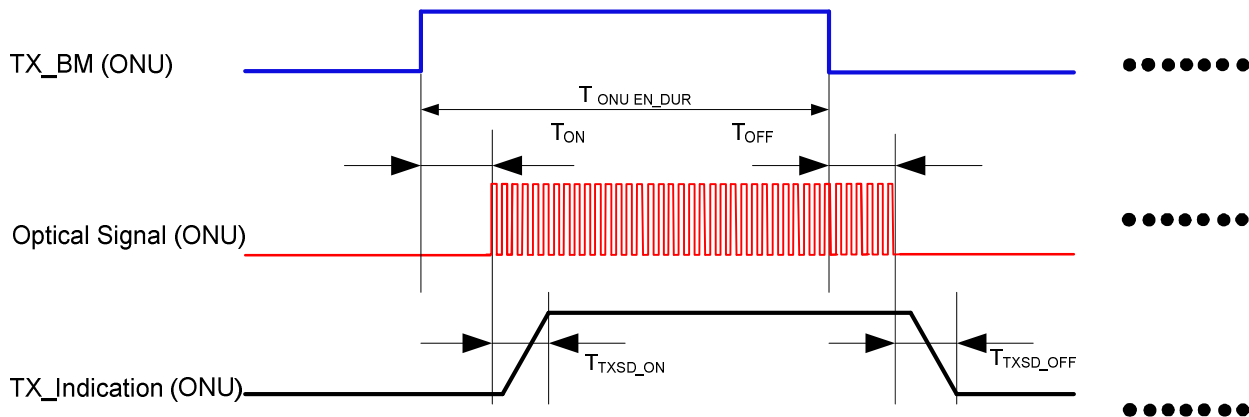 TX_BM (ONU)
T ONU EN_DUR
TON
TOFF
Optical Signal (ONU)
TTXSD_ON
TTXSD_OFF
TX_Indication (ONU)